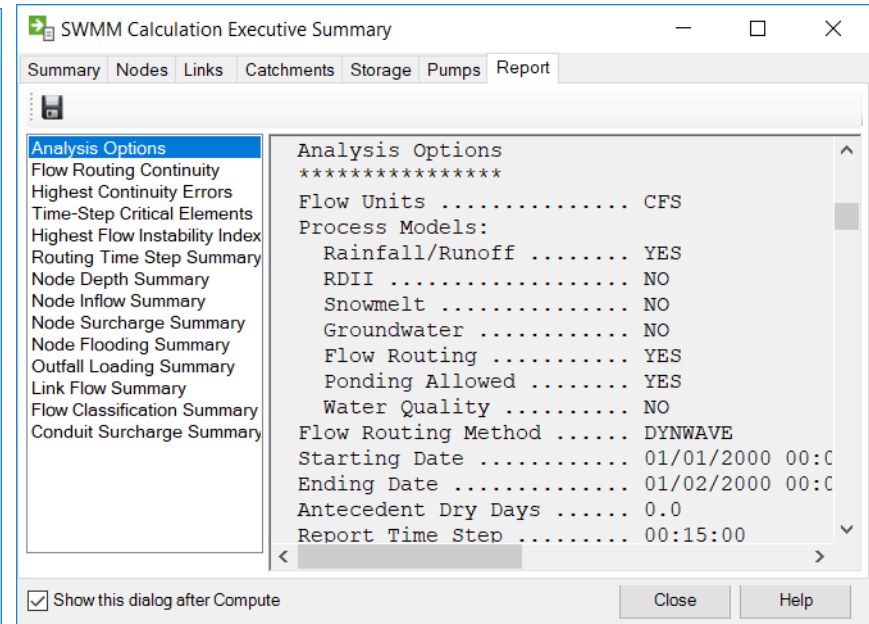 SWMM Calculation Executive Summary
Summary Nodes Links Catchments Storage Pumps Report
Analysis Options
Flow Routing Continuity
Highest Continuity Errors
Time-Step Critical Elements
Highest Flow Instability Index
Routing Time Step Summary
Node Depth Summary
Node Inflow Summary
Node Surcharge Summary
Node Flooding Summary
Outfall Loading Summary
Link Flow Summary
Flow Classification Summary
Conduit Surcharge Summary
Analysis Options
****************
Flow Units ............... CFS
Process Models:
Rainfall/Runoff ........ YES
RDII ................... NO
Snowmelt ............... NO
Groundwater ............ NO
Flow Routing ........... YES
Ponding Allowed ........ YES
Water Quality .......... NO
Flow Routing Method ...... DYNWAVE
Starting Date ............ 01/01/2000 00:0
Ending Date .............. 01/02/2000 00:0
Antecedent Dry Days ...... 0.0
Report Time Step ......... 00:15:00
Show this dialog after Compute
Close Help